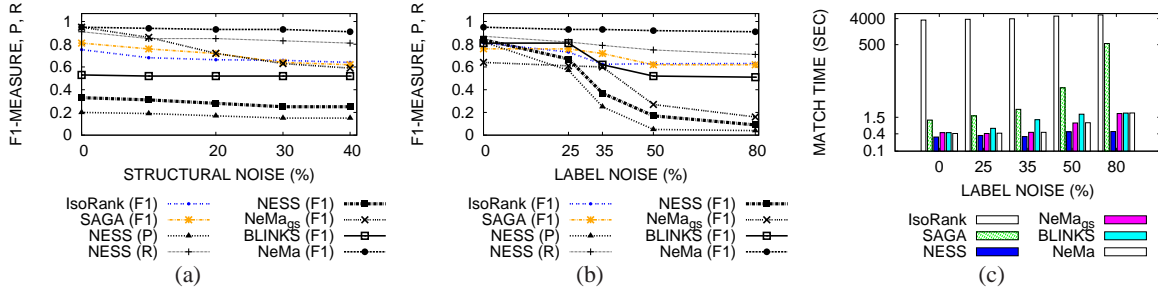 F1-MEASURE, P, R
1
0.8
0.6
0.4
0.2
0
0 10 20 30 40
STRUCTURAL NOISE (%)
IsoRank (F1)
SAGA (F1)
NESS (P)
NESS (R)
NESS (F1)
NeMags (F1)
BLINKS (F1)
NeMa (F1)
(a)
F1-MEASURE, P, R
1
0.8
0.6
0.4
0.2
0
0 25 35 50 80
LABEL NOISE (%)
IsoRank (F1)
SAGA (F1)
NESS (P)
NESS (R)
NESS (F1)
NeMags (F1)
BLINKS (F1)
NeMa (F1)
(b)
MATCH TIME (SEC)
4000
500
1.5
0.4
0.1
0 25 35 50 80
LABEL NOISE (%)
IsoRank
SAGA
NESS
NeMags
BLINKS
NeMa
(c)